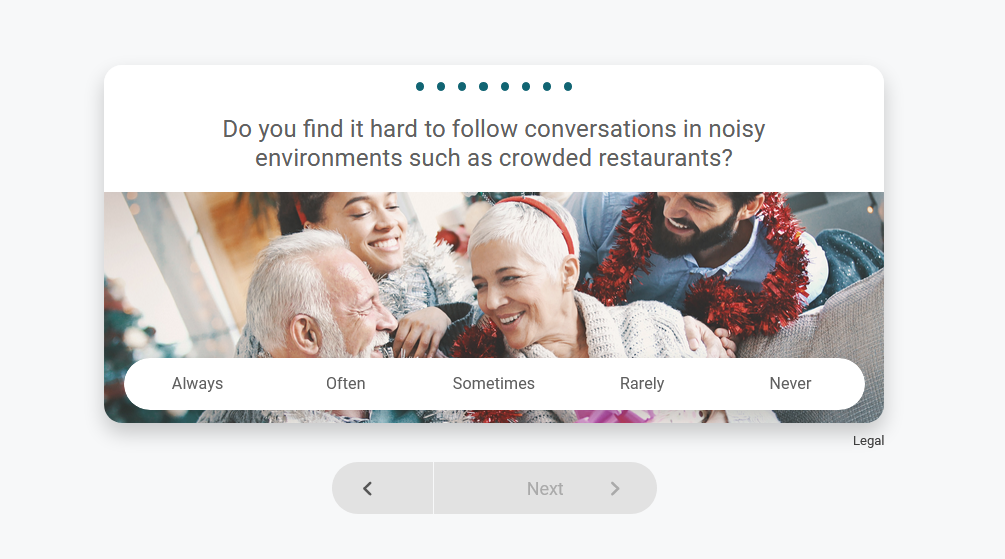 Do you find it hard to follow conversations in noisy
environments such as crowded restaurants?
Always Often Sometimes Rarely Never
Legal
Next